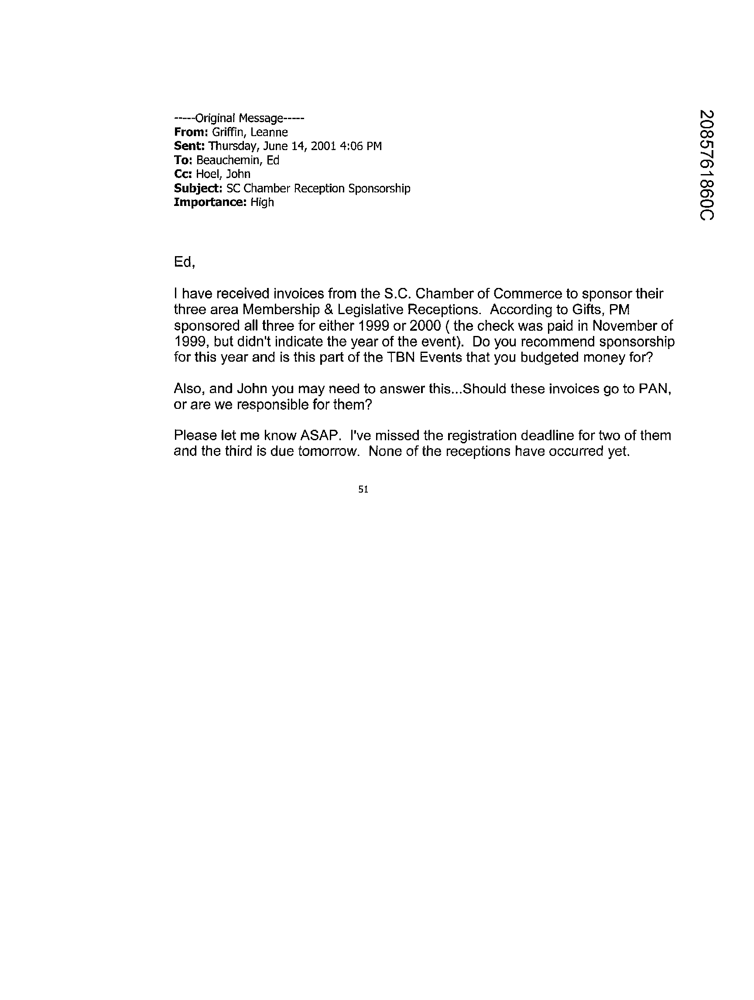 -----Original Message-----
From: Griffin, Leanne
Sent: Thursday, June 14, 2001 4:06 PM
To: Beauchemin, Ed
Cc: Hoel, John
Subject: SC Chamber Reception Sponsorship
Importance: High
Ed,
I have received invoices from the S.C. Chamber of Commerce to sponsor their
three area Membership & Legislative Receptions.  According to Gifts, PM
sponsored all three for either 1999 or 2000 ( the check was paid in November of
1999, but didn't indicate the year of the event).  Do you recommend sponsorship
for this year and is this part of the TBN Events that you budgeted money for?
Also, and John you may need to answer this...Should these invoices go to PAN,
or are we responsible for them?
Please let me know ASAP.  I've missed the registration deadline for two of them
and the third is due tomorrow.  None of the receptions have occurred yet.
51
2085761860C